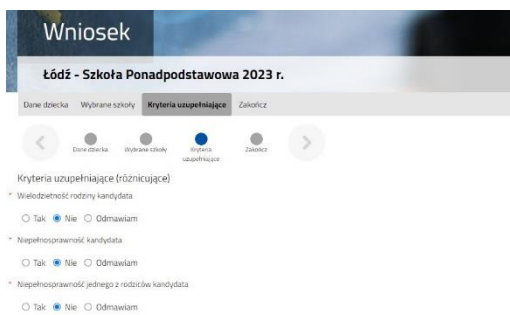 Wniosek
Łódź - Szkoła Ponadpodstawowa 2023 r.
Dane dziecka Wybrane szkoły Kryteria uzupełniające Zakończ
Dane dziecka Wybrane szkoły Kryteria uzupełniające Zakończ
Kryteria uzupełniające (różnicujące)
* Wielodzietność rodziny kandydata
Tak Nie Odmawiam
* Niepełnosprawność kandydata
Tak Nie Odmawiam
* Niepełnosprawność jednego z rodziców kandydata
Tak Nie Odmawiam